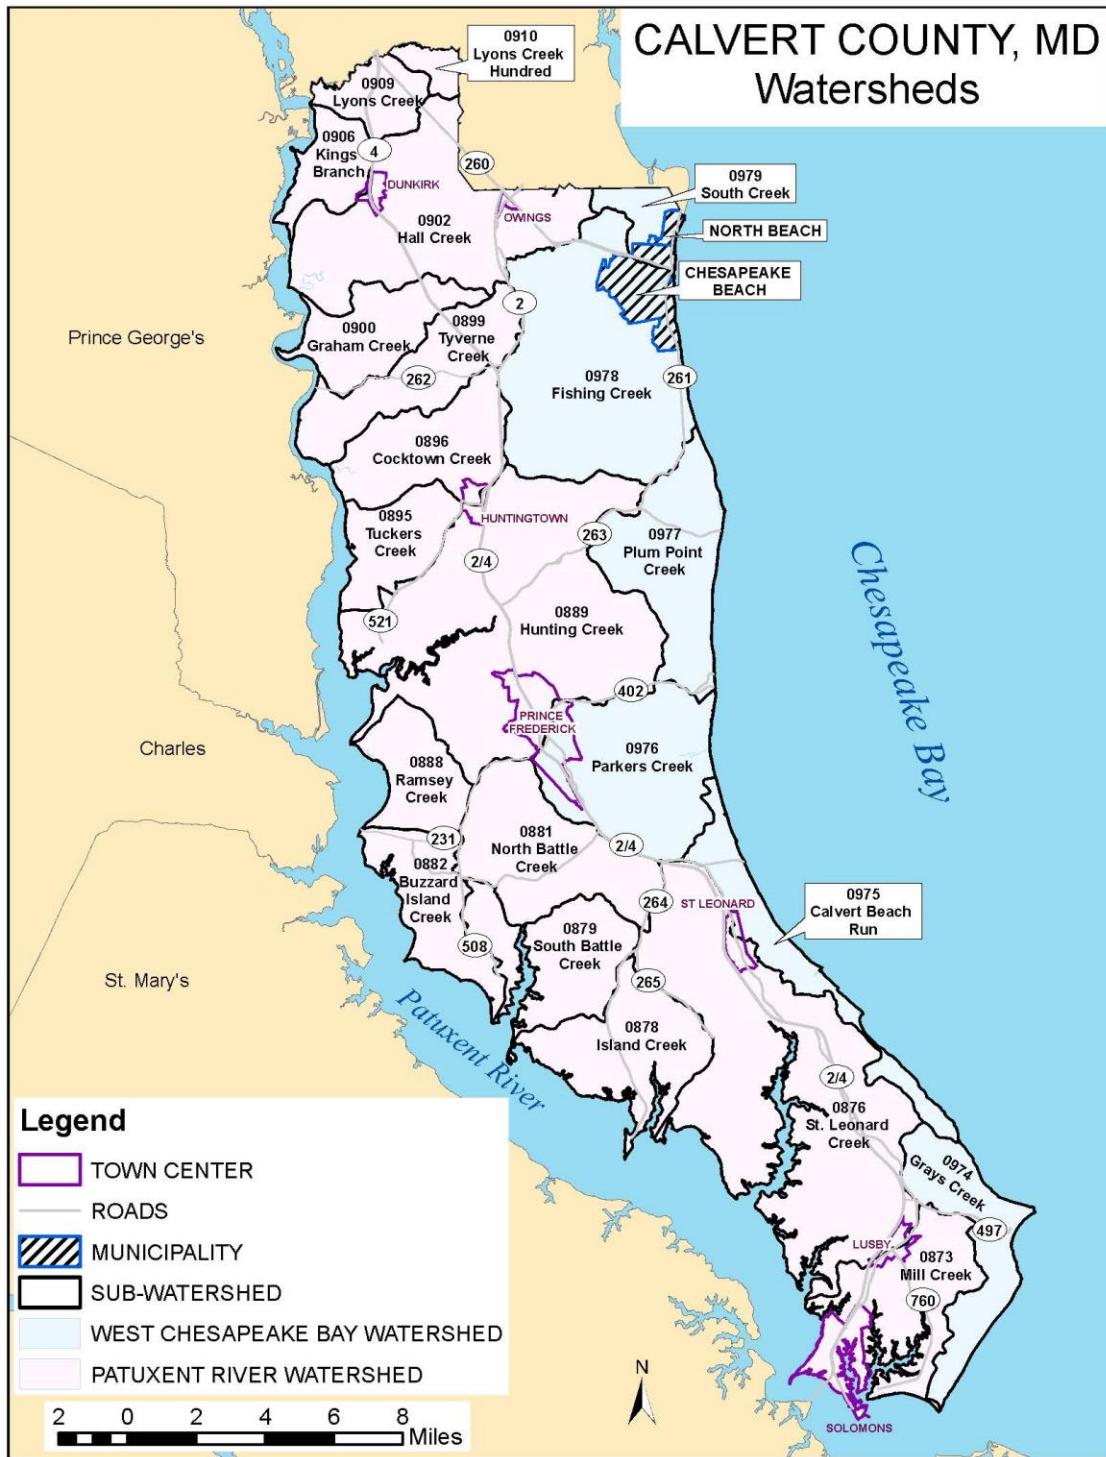 CALVERT COUNTY, MD
Watersheds
0910
Lyons Creek
Hundred
0909
Lyons Creek
0906
Kings
Branch
4
260
DUNKIRK
0979
South Creek
OWINGS
0902
Hall Creek
NORTH BEACH
CHESAPEAKE
BEACH
2
0899
Tyverne
Creek
0900
Graham Creek
Prince George's
262
0978
Fishing Creek
261
0896
Cocktown Creek
HUNTINGTOWN
0895
Tuckers
Creek
263
0977
Plum Point
Creek
2/4
521
0889
Hunting Creek
Chesapeake Bay
402
PRINCE
FREDERICK
0976
Parkers Creek
Charles
0888
Ramsey
Creek
231
0881
North Battle
Creek
2/4
0882
Buzzard
Island
Creek
264
ST LEONARD
0975
Calvert Beach
Run
508
0879
South Battle
Creek
265
St. Mary's
0878
Island Creek
Patuxent River
2/4
0876
St. Leonard
Creek
0974
Grays Creek
497
LUSBY
0873
Mill Creek
760
SOLOMONS
Legend
TOWN CENTER
ROADS
MUNICIPALITY
SUB-WATERSHED
WEST CHESAPEAKE BAY WATERSHED
PATUXENT RIVER WATERSHED
N
2 0 2 4 6 8
Miles